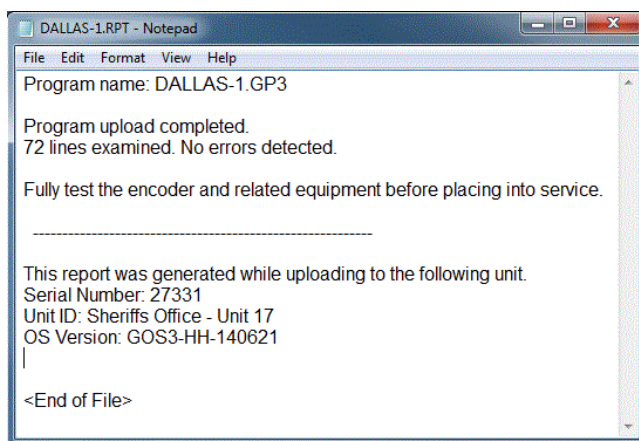 DALLAS-1.RPT - Notepad
File Edit Format View Help
Program name: DALLAS-1.GP3
Program upload completed.
72 lines examined. No errors detected.
Fully test the encoder and related equipment before placing into service.
------------------------------------------------------------
This report was generated while uploading to the following unit.
Serial Number: 27331
Unit ID: Sheriffs Office - Unit 17
OS Version: GOS3-HH-140621
<End of File>